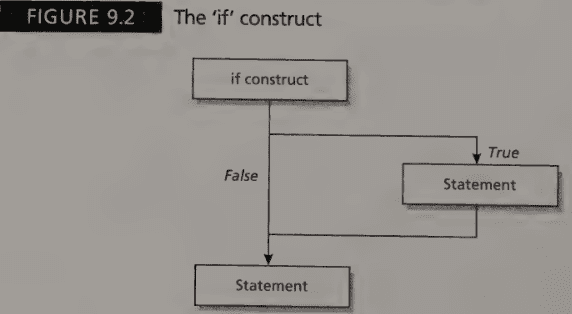 FIGURE 9.2 The 'if' construct
if construct
True
False
Statement
Statement